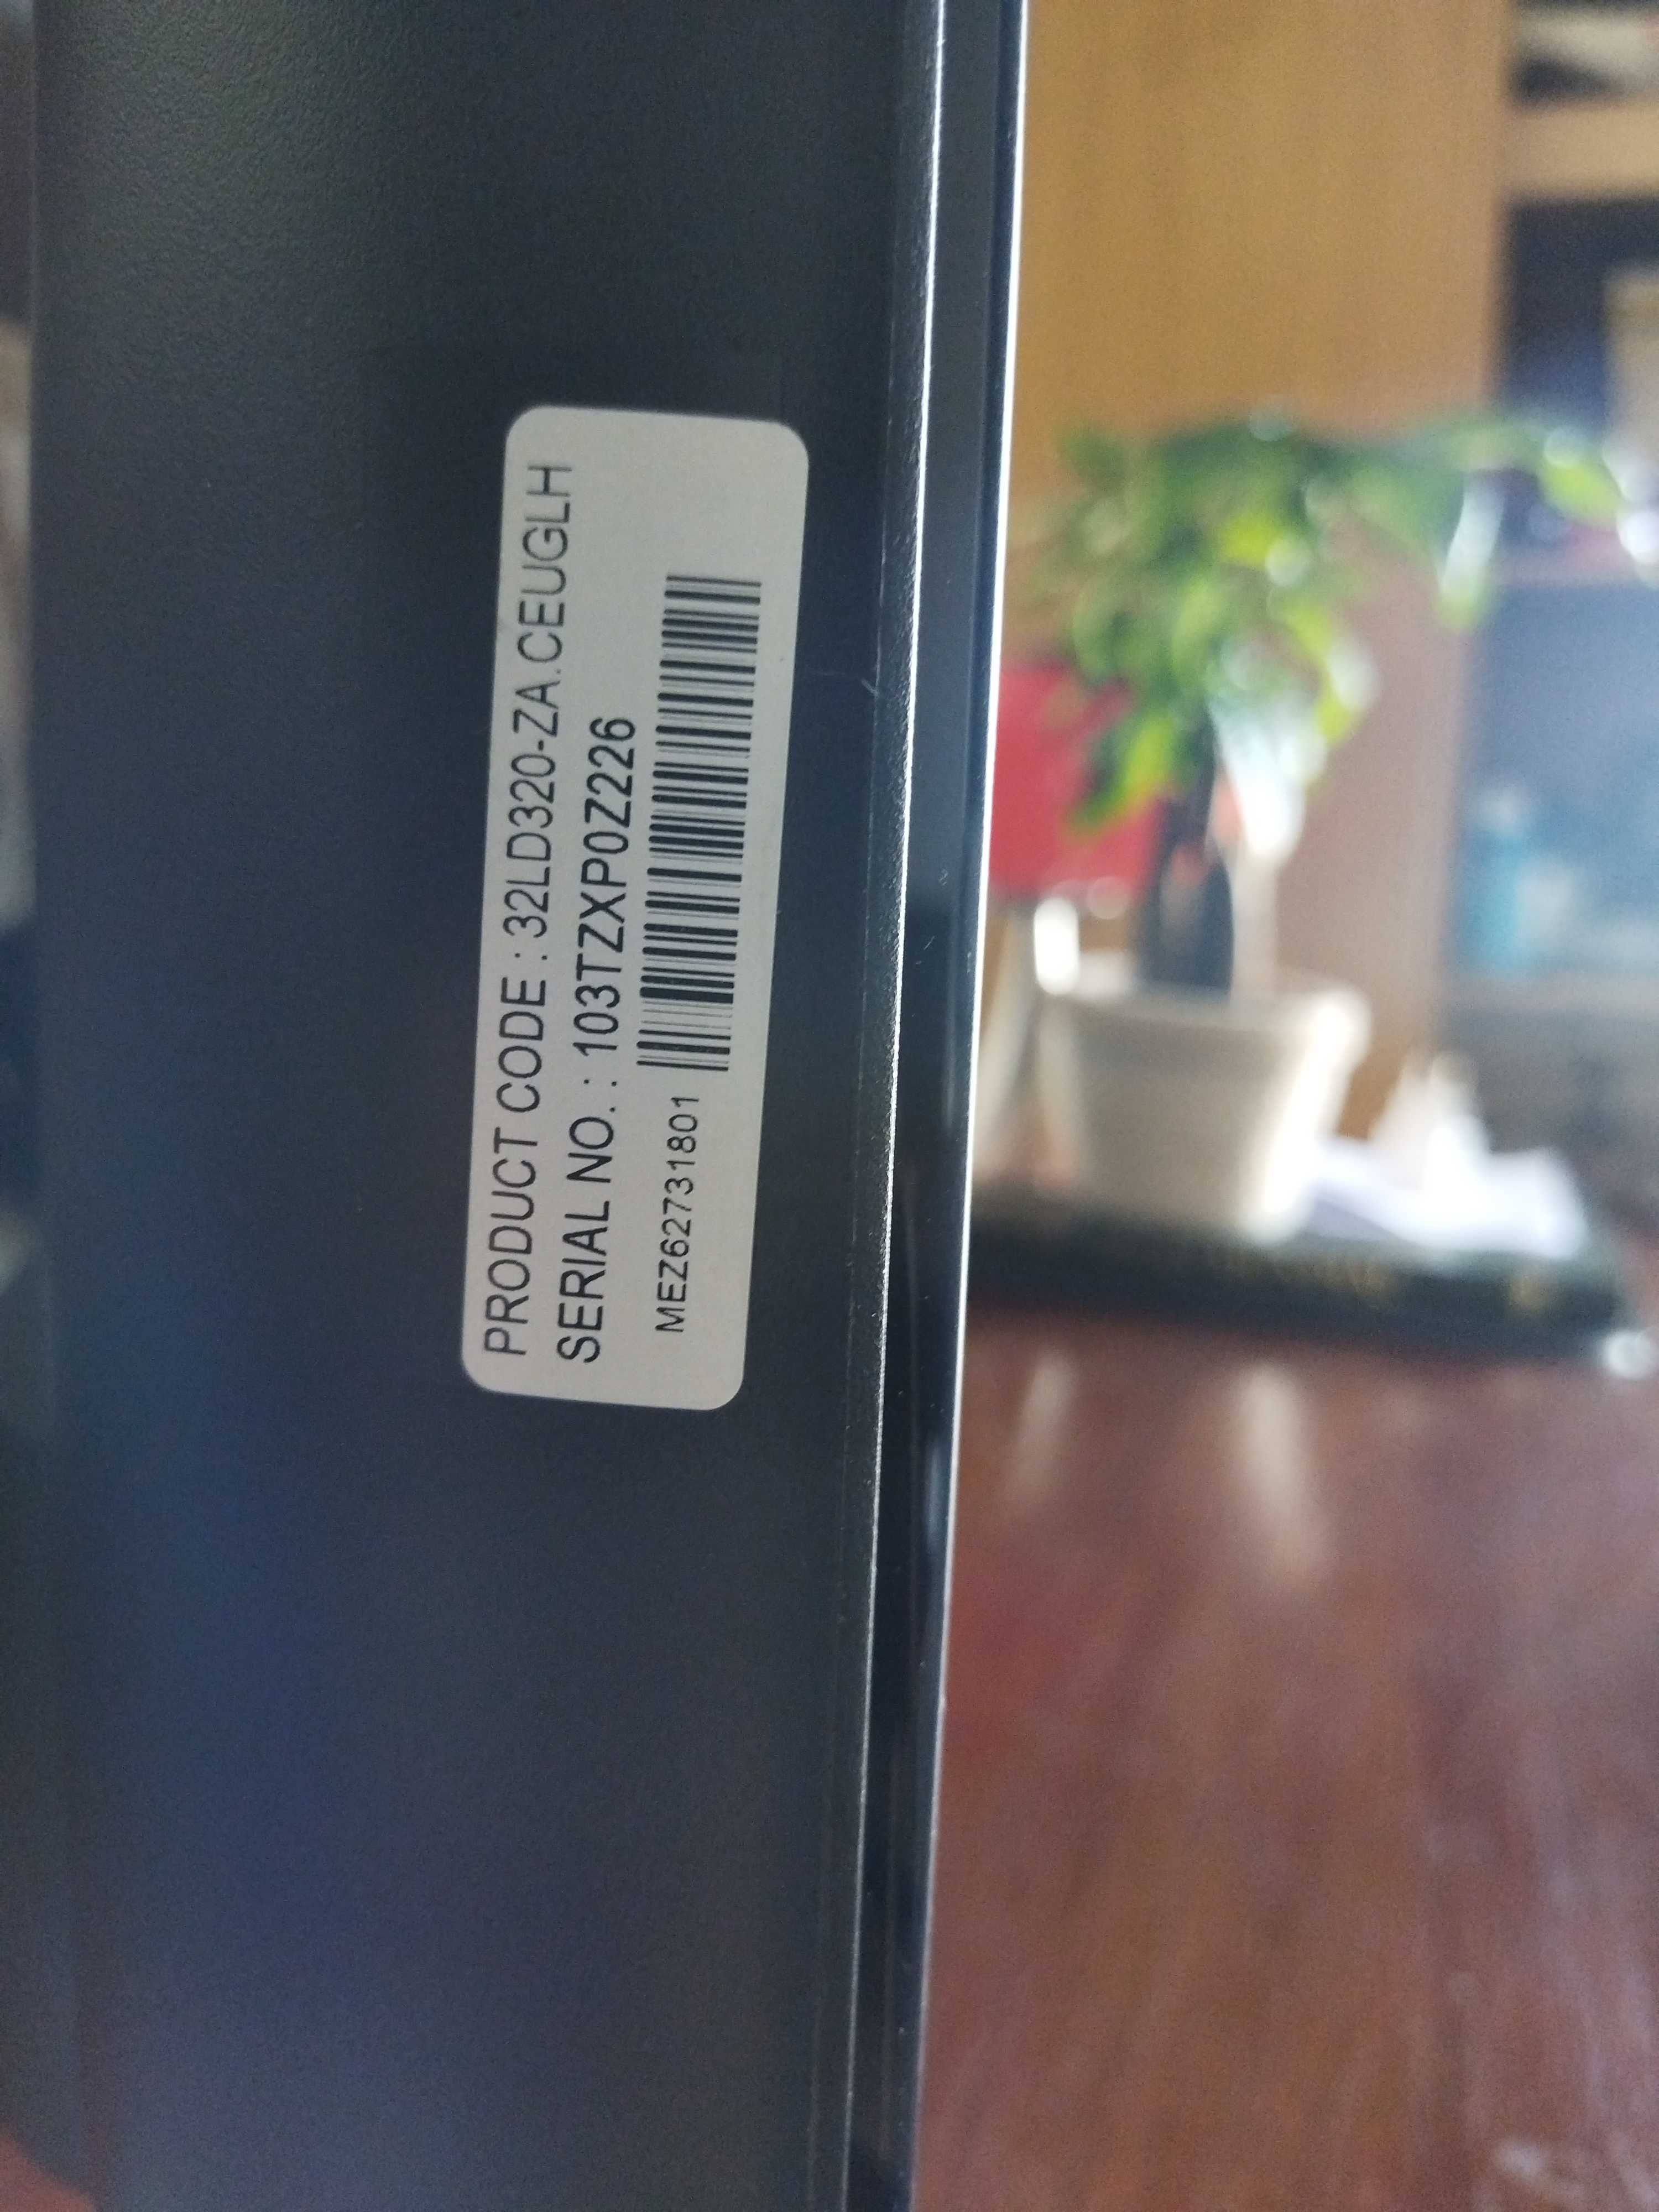 PRODUCT CODE : 32LD320-ZA.CEUGLH
SERIAL NO. : 103TZXP0Z226
MEZ62731801